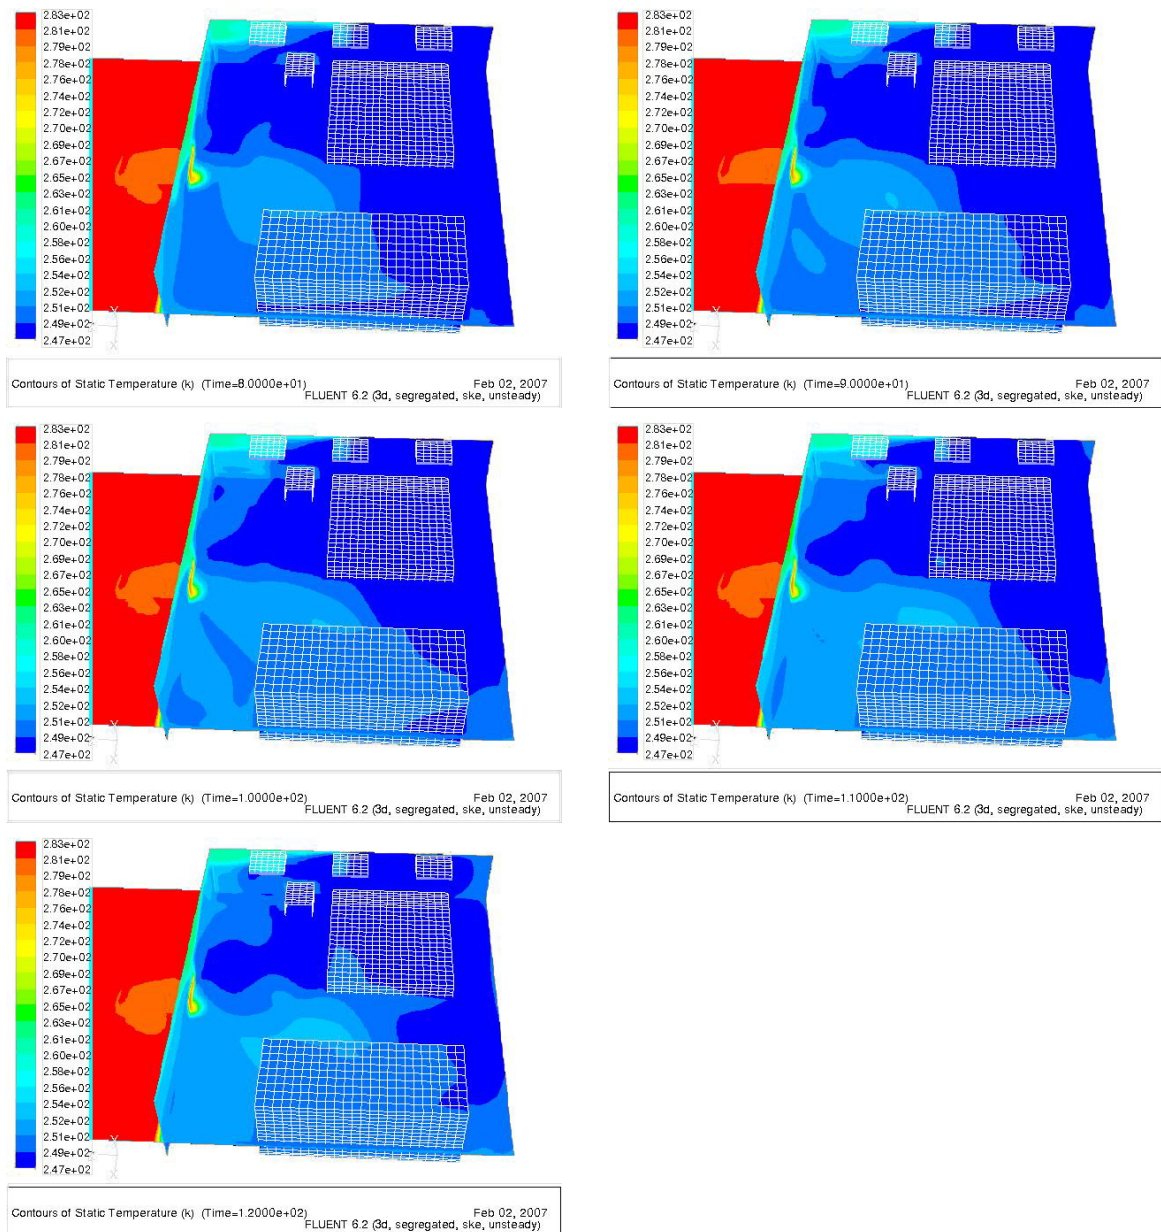 2.83e+02
2.81e+02
2.79e+02
2.78e+02
2.76e+02
2.74e+02
2.72e+02
2.70e+02
2.69e+02
2.67e+02
2.65e+02
2.63e+02
2.61e+02
2.60e+02
2.58e+02
2.56e+02
2.54e+02
2.52e+02
2.51e+02
2.49e+02
2.47e+02
Y
X
Contours of Static Temperature (k) (Time=8.0000e+01) Feb 02, 2007
FLUENT 6.2 (3d, segregated, ske, unsteady)
2.83e+02
2.81e+02
2.79e+02
2.78e+02
2.76e+02
2.74e+02
2.72e+02
2.70e+02
2.69e+02
2.67e+02
2.65e+02
2.63e+02
2.61e+02
2.60e+02
2.58e+02
2.56e+02
2.54e+02
2.52e+02
2.51e+02
2.49e+02
2.47e+02
Y
X
Contours of Static Temperature (k) (Time=9.0000e+01) Feb 02, 2007
FLUENT 6.2 (3d, segregated, ske, unsteady)
2.83e+02
2.81e+02
2.79e+02
2.78e+02
2.76e+02
2.74e+02
2.72e+02
2.70e+02
2.69e+02
2.67e+02
2.65e+02
2.63e+02
2.61e+02
2.60e+02
2.58e+02
2.56e+02
2.54e+02
2.52e+02
2.51e+02
2.49e+02
2.47e+02
Y
X
Contours of Static Temperature (k) (Time=1.0000e+02) Feb 02, 2007
FLUENT 6.2 (3d, segregated, ske, unsteady)
2.83e+02
2.81e+02
2.79e+02
2.78e+02
2.76e+02
2.74e+02
2.72e+02
2.70e+02
2.69e+02
2.67e+02
2.65e+02
2.63e+02
2.61e+02
2.60e+02
2.58e+02
2.56e+02
2.54e+02
2.52e+02
2.51e+02
2.49e+02
2.47e+02
Y
X
Contours of Static Temperature (k) (Time=1.1000e+02) Feb 02, 2007
FLUENT 6.2 (3d, segregated, ske, unsteady)
2.83e+02
2.81e+02
2.79e+02
2.78e+02
2.76e+02
2.74e+02
2.72e+02
2.70e+02
2.69e+02
2.67e+02
2.65e+02
2.63e+02
2.61e+02
2.60e+02
2.58e+02
2.56e+02
2.54e+02
2.52e+02
2.51e+02
2.49e+02
2.47e+02
Y
X
Contours of Static Temperature (k) (Time=1.2000e+02) Feb 02, 2007
FLUENT 6.2 (3d, segregated, ske, unsteady)